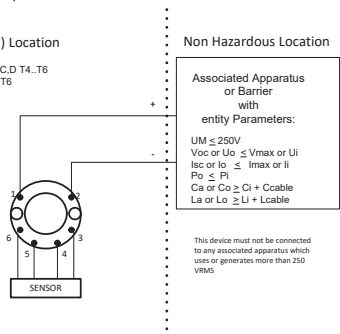 ) Location
Non Hazardous Location
C,D T4..T6
T6
Associated Apparatus
or Barrier
with
entity Parameters:
+
UM ≤ 250V
Voc or Uo ≤ Vmax or Ui
Isc or Io ≤ Imax or Ii
Po ≤ Pi
Ca or Co ≥ Ci + Ccable
La or Lo ≥ Li + Lcable
-
1
2
6
3
5
4
SENSOR
This device must not be connected
to any associated apparatus which
uses or generates more than 250
VRMS